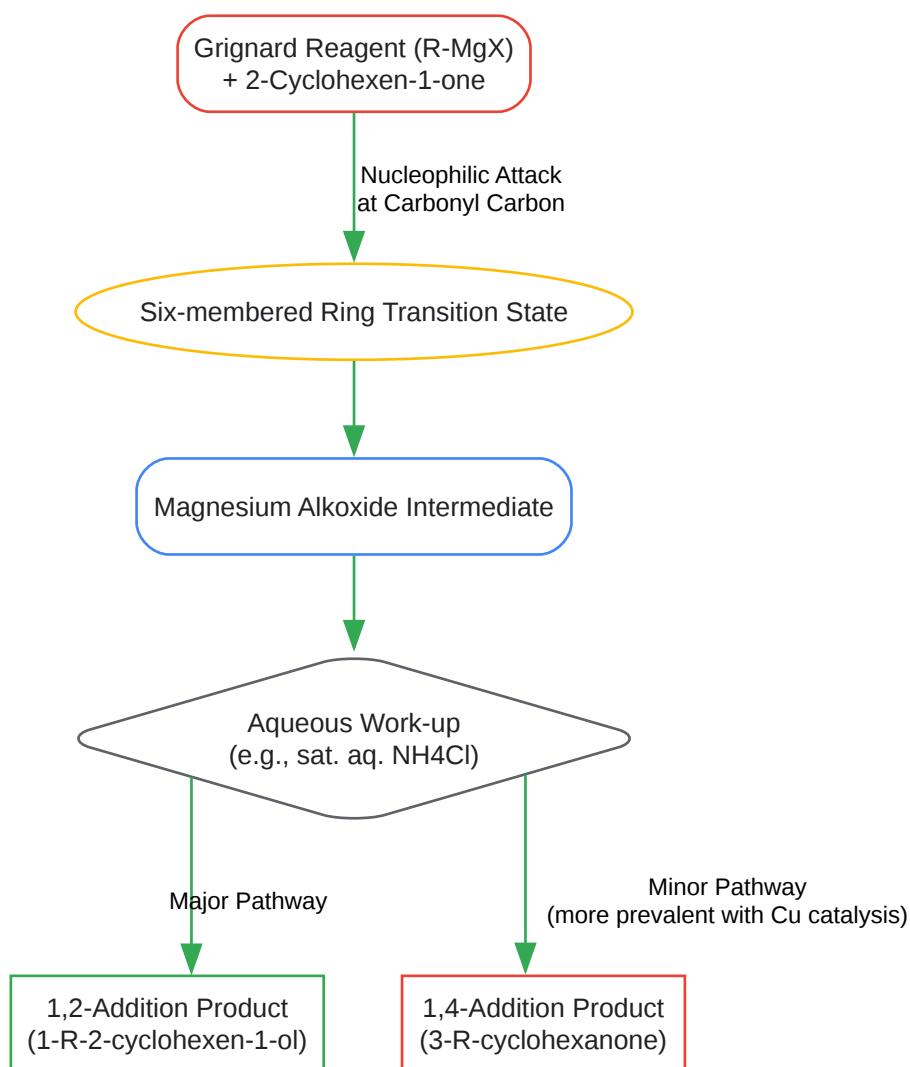 Grignard Reagent (R-MgX)
+ 2-Cyclohexen-1-one
Nucleophilic Attack
at Carbonyl Carbon
Six-membered Ring Transition State
Magnesium Alkoxide Intermediate
Aqueous Work-up
(e.g., sat. aq. NH4Cl)
Major Pathway
Minor Pathway
(more prevalent with Cu catalysis)
1,2-Addition Product
(1-R-2-cyclohexen-1-ol)
1,4-Addition Product
(3-R-cyclohexanone)